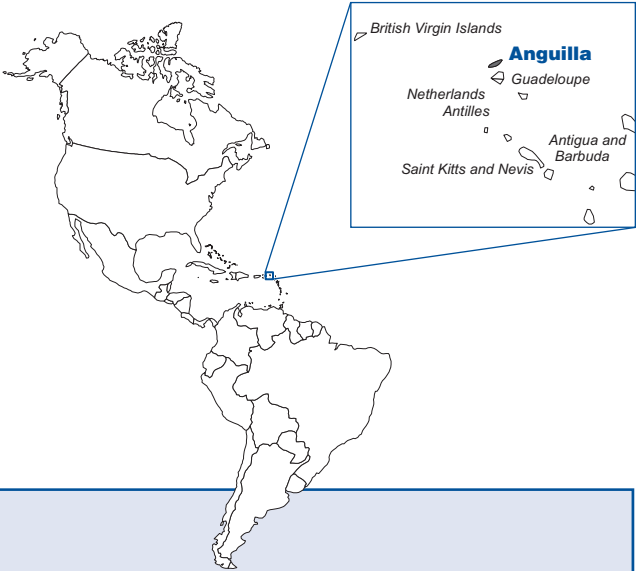 British Virgin Islands
Anguilla
Guadeloupe
Netherlands
Antilles
Antigua and
Barbuda
Saint Kitts and Nevis